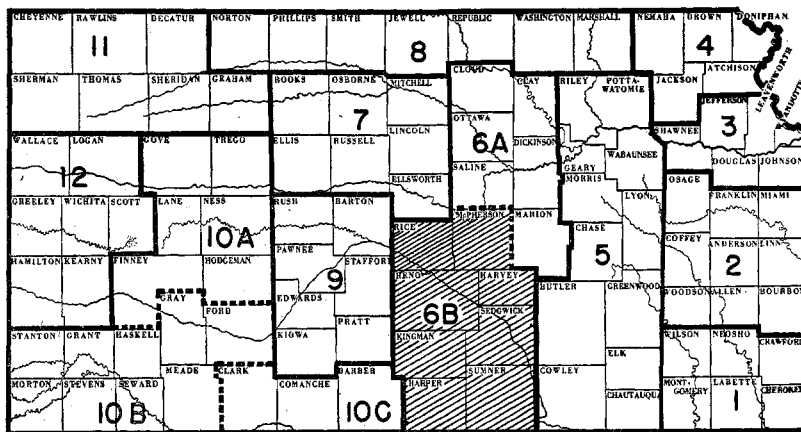 CHEYENNE RAWLINS DECATUR NORTON PHILLIPS SMITH JEWELL REPUBLIC WASHINGTON MARSHALL NEMAHA BROWN DONIPHAN
11 8 4
ATCHISON
SHERMAN THOMAS SHERIDAN GRAHAM ROOKS OSBORNE MITCHELL CLOUD CLAY RILEY POTTA-WATOMIE JACKSON LEAVENWORTH
JEFFERSON WYANDOTTE
7 6A 3
OTTAWA
LINCOLN SHAWNEE
WALLACE LOGAN GOVE TREGO ELLIS RUSSELL DICKINSON WABAUNSEE
SALINE GEARY DOUGLAS JOHNSON
12 ELLSWORTH MORRIS OSAGE
GREELEY WICHITA SCOTT LANE NESS RUSH BARTON RICE McPHERSON MARION LYON FRANKLIN MIAMI
10A CHASE
PAWNEE COFFEY ANDERSON LINN
HAMILTON KEARNY FINNEY HODGEMAN STAFFORD RENO HARVEY 5 2
9
GRAY EDWARDS SEDGWICK BUTLER GREENWOOD WOODSON ALLEN BOURBON
FORD 6B
PRATT
STANTON GRANT HASKELL KIOWA KINGMAN WILSON NEOSHO CRAWFORD
ELK
MEADE CLARK BARBER SUMNER COWLEY
MORTON STEVENS SEWARD COMANCHE HARPER MONT-GOMERY LABETTE CHEROKEE
CHAUTAUQUA
10B 10C 1